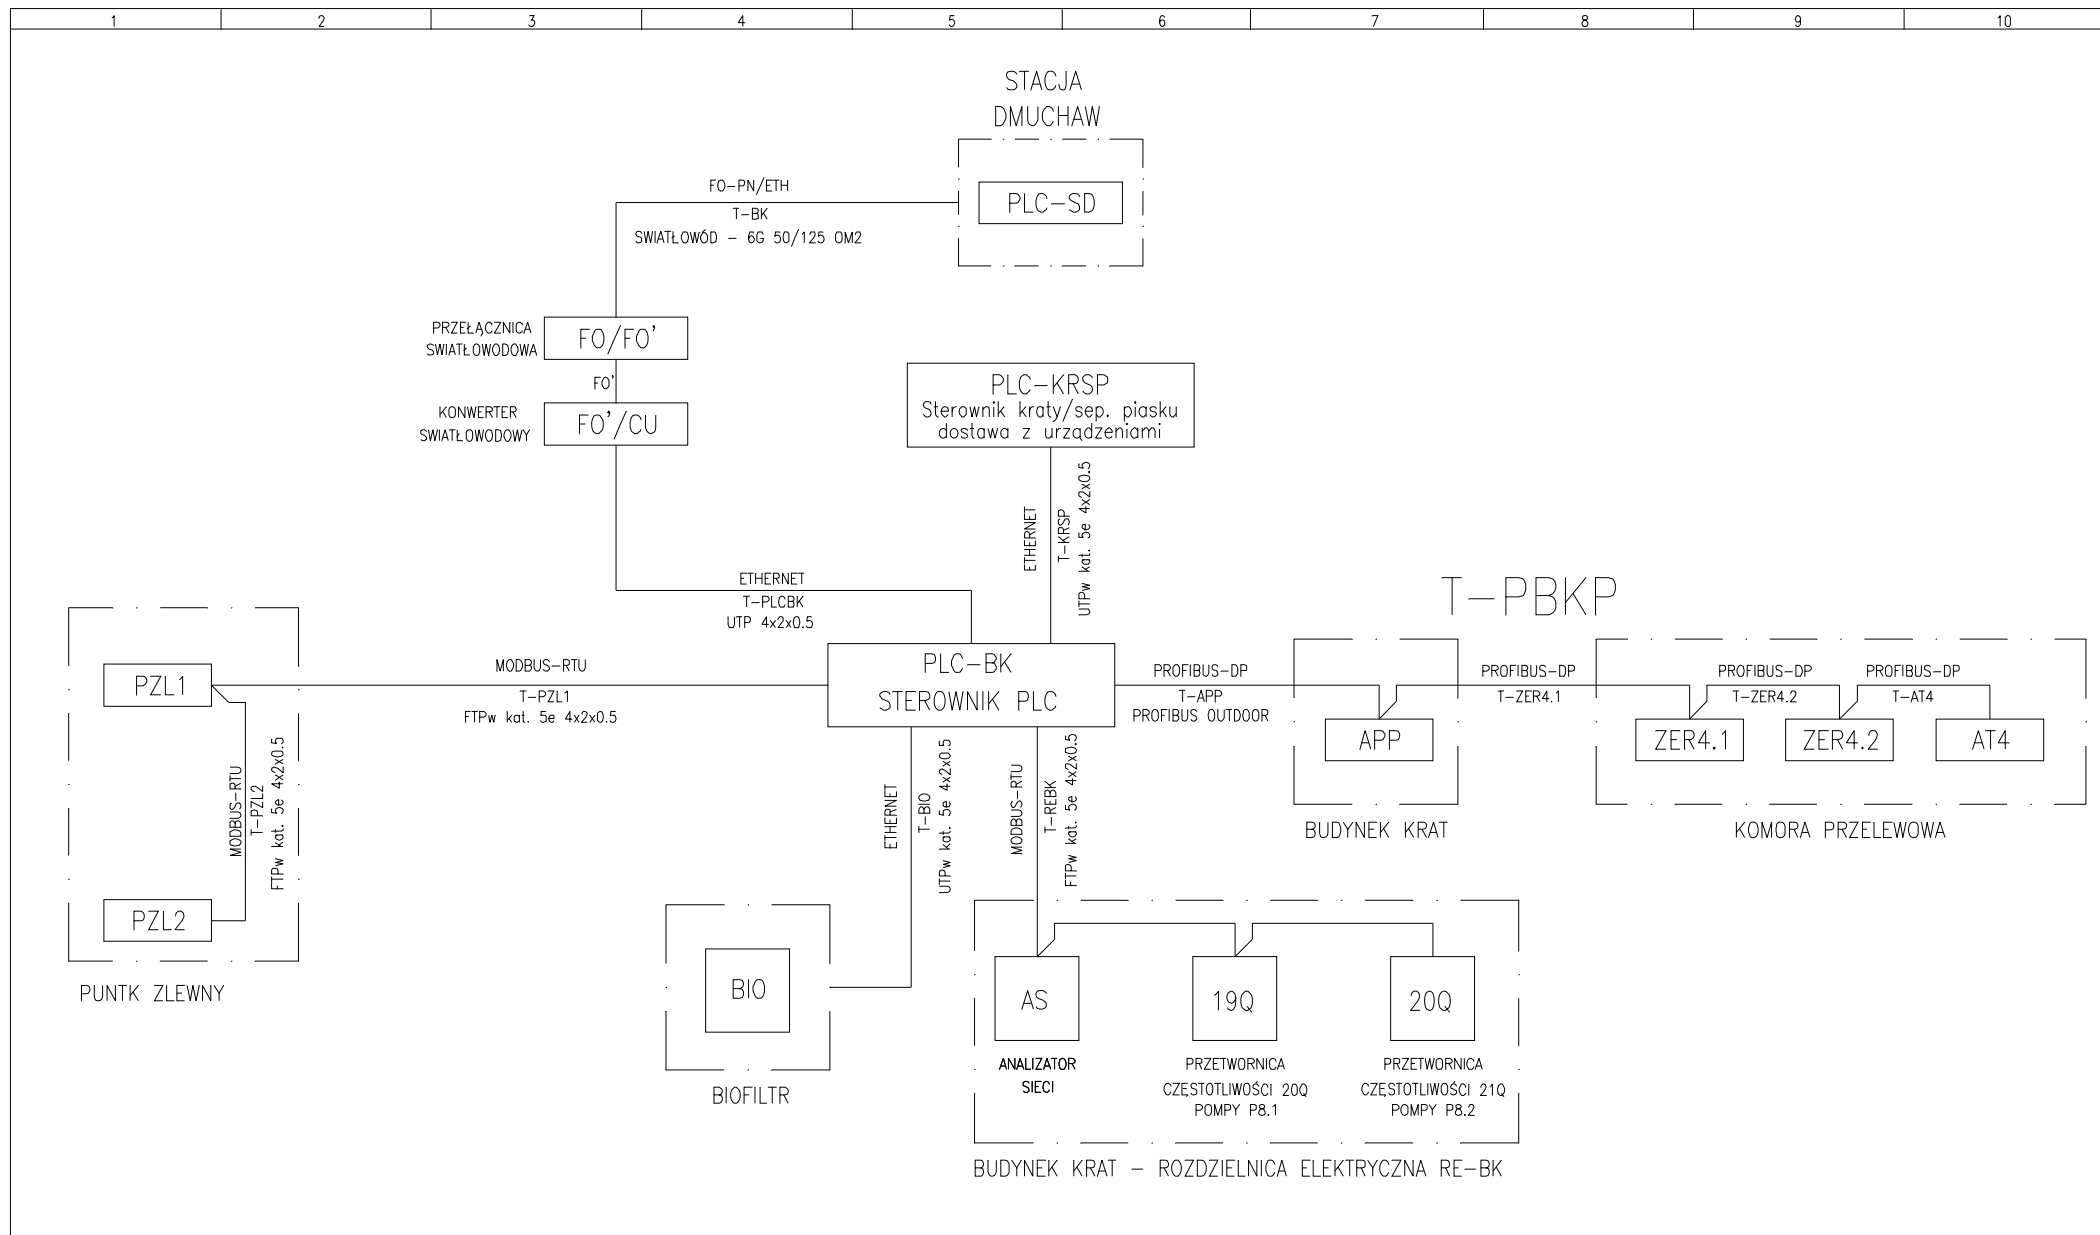 1 2 3 4 5 6 7 8 9 10
STACJA
DMUCHAW
PLC-SD
FO-PN/ETH
T-BK
SWIATŁOWÓD - 6G 50/125 OM2
PRZEŁĄCZNICA
SWIATŁOWODOWA
FO/FO'
FO'
KONWERTER
SWIATŁOWODOWY
FO'/CU
PLC-KRSP
Sterownik kraty/sep. piasku
dostawa z urządzeniami
ETHERNET
T-KRSP
UTPw kat. 5e 4x2x0.5
ETHERNET
T-PLCBK
UTP 4x2x0.5
T-PBKP
PZL1
MODBUS-RTU
T-PZL1
FTPw kat. 5e 4x2x0.5
PLC-BK
STEROWNIK PLC
PROFIBUS-DP
T-APP
PROFIBUS OUTDOOR
APP
BUDYNEK KRAT
PROFIBUS-DP
T-ZER4.1
PROFIBUS-DP
T-ZER4.2
PROFIBUS-DP
T-AT4
ZER4.1
ZER4.2
AT4
KOMORA PRZELEWOWA
MODBUS-RTU
T-PZL2
FTPw kat. 5e 4x2x0.5
PZL2
PUNTK ZLEWNY
ETHERNET
T-BIO
UTPw kat. 5e 4x2x0.5
MODBUS-RTU
T-REBK
FTPw kat. 5e 4x2x0.5
BIO
BIOFILTR
AS
ANALIZATOR
SIECI
19Q
PRZETWORNICA
CZĘSTOTLIWOŚCI 20Q
POMPY P8.1
20Q
PRZETWORNICA
CZĘSTOTLIWOŚCI 21Q
POMPY P8.2
BUDYNEK KRAT - ROZDZIELNICA ELEKTRYCZNA RE-BK